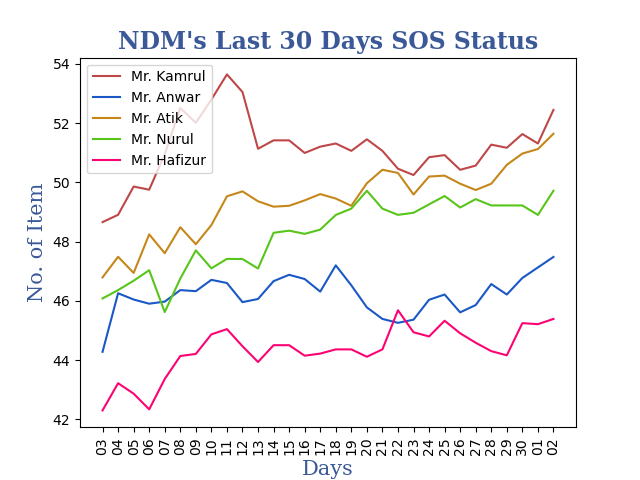 NDM's Last 30 Days SOS Status
Mr. Kamrul
Mr. Anwar
Mr. Atik
Mr. Nurul
Mr. Hafizur
No. of Item
54
52
50
48
46
44
42
03 04 05 06 07 08 09 10 11 12 13 14 15 16 17 18 19 20 21 22 23 24 25 26 27 28 29 30 01 02
Days